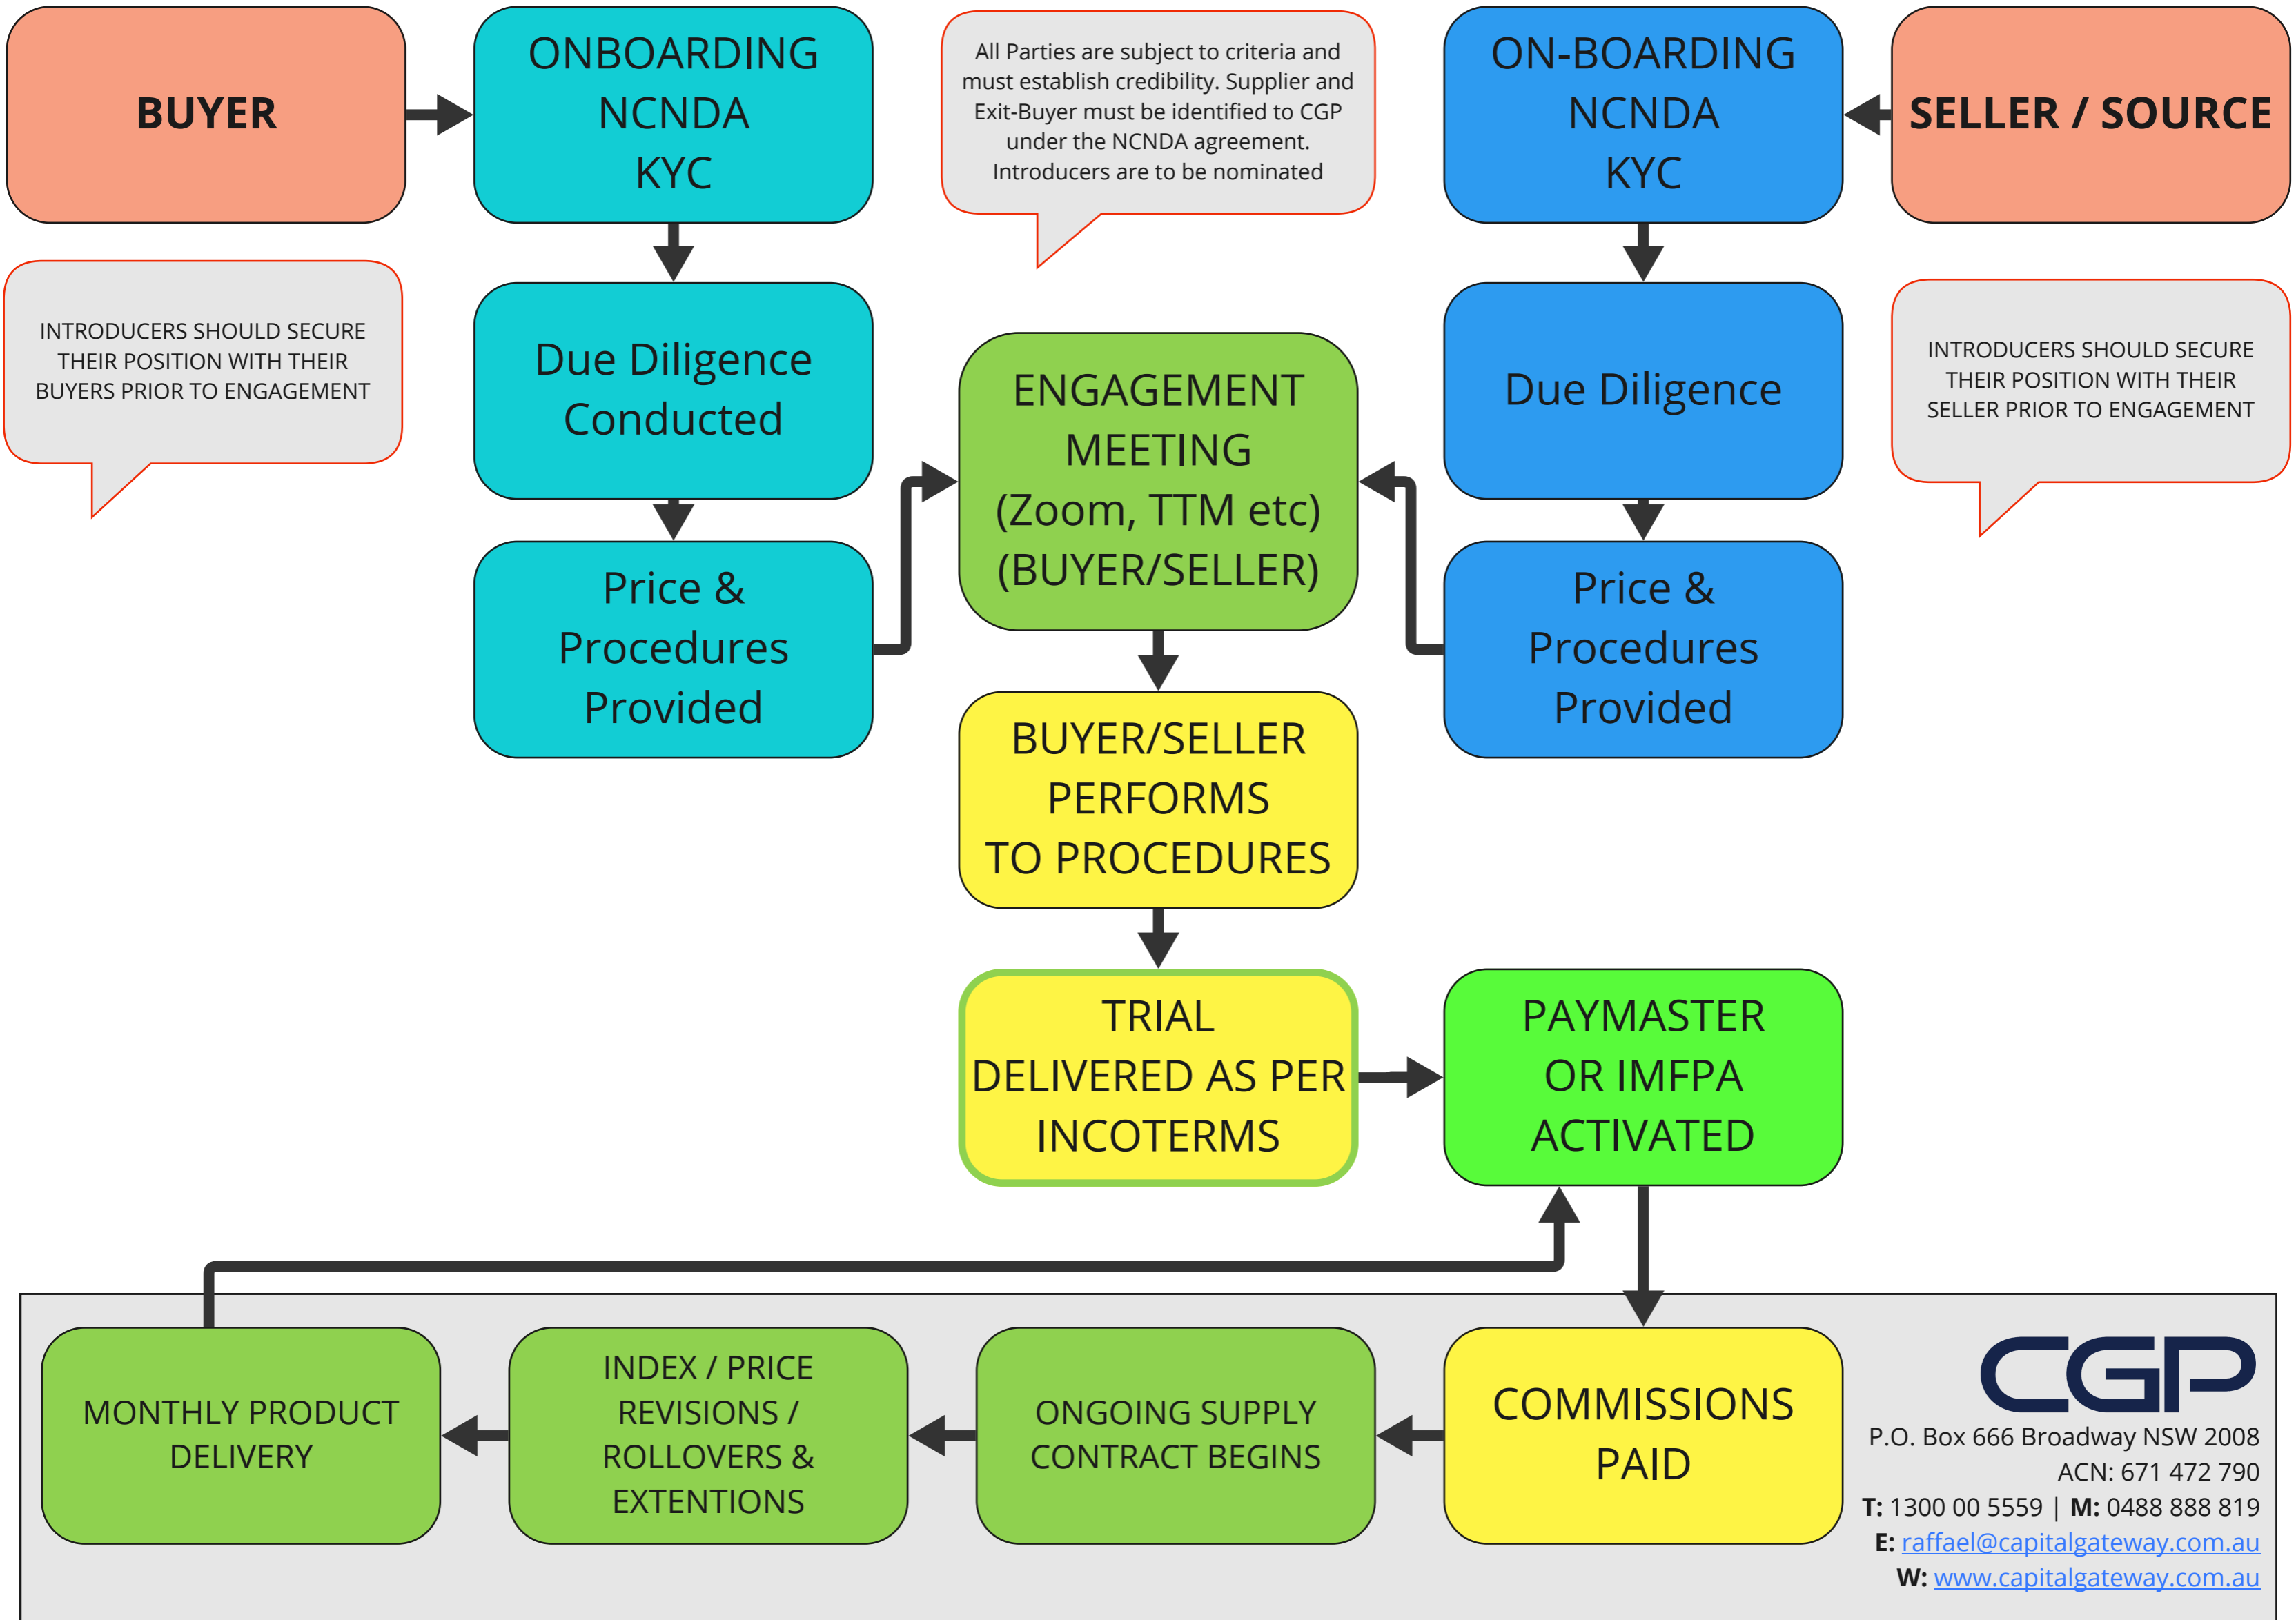 BUYER
ONBOARDING
NCNDA
KYC
All Parties are subject to criteria and
must establish credibility. Supplier and
Exit-Buyer must be identified to CGP
under the NCNDA agreement.
Introducers are to be nominated
ON-BOARDING
NCNDA
KYC
SELLER / SOURCE
INTRODUCERS SHOULD SECURE
THEIR POSITION WITH THEIR
BUYERS PRIOR TO ENGAGEMENT
Due Diligence
Conducted
ENGAGEMENT
MEETING
(Zoom, TTM etc)
(BUYER/SELLER)
Due Diligence
INTRODUCERS SHOULD SECURE
THEIR POSITION WITH THEIR
SELLER PRIOR TO ENGAGEMENT
Price &
Procedures
Provided
Price &
Procedures
Provided
BUYER/SELLER
PERFORMS
TO PROCEDURES
TRIAL
DELIVERED AS PER
INCOTERMS
PAYMASTER
OR IMFPA
ACTIVATED
MONTHLY PRODUCT
DELIVERY
INDEX / PRICE
REVISIONS /
ROLLOVERS &
EXTENTIONS
ONGOING SUPPLY
CONTRACT BEGINS
COMMISSIONS
PAID
CGP
P.O. Box 666 Broadway NSW 2008
ACN: 671 472 790
T: 1300 00 5559 | M: 0488 888 819
E: raffael@capitalgateway.com.au
W: www.capitalgateway.com.au